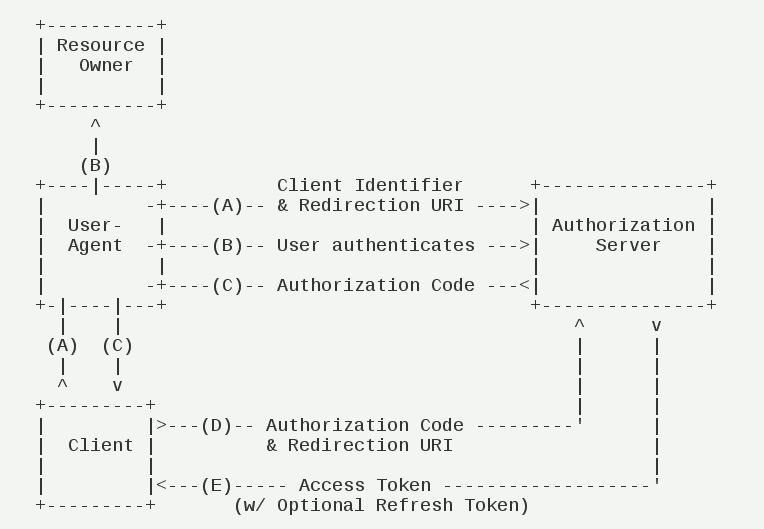 +----------+
| Resource |
|  Owner   |
|          |
+----------+
     ^
     |
    (B)
+----|-----+          Client Identifier      +---------------+
|         -+----(A)-- & Redirection URI ---->|               |
|  User-   |                                 | Authorization |
|  Agent  -+----(B)-- User authenticates --->|     Server    |
|          |                                 |               |
|         -+----(C)-- Authorization Code ---<|               |
+-|----|---+                                 +---------------+
  |    |                                         ^      v
 (A)  (C)                                        |      |
  |    |                                         |      |
  ^    v                                         |      |
+---------+                                      |      |
|         |>---(D)-- Authorization Code ---------'      |
|  Client |          & Redirection URI                  |
|         |                                             |
|         |<---(E)----- Access Token -------------------'
+---------+       (w/ Optional Refresh Token)